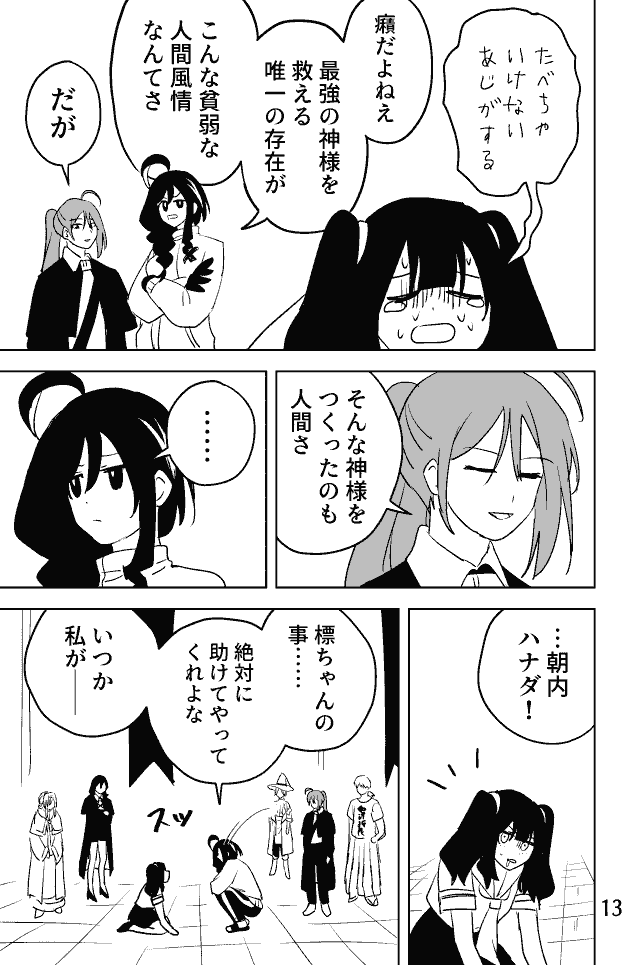 たべちゃ
いけない
あじがする
癪だよねえ
最強の神様を
救える
唯一の存在が
こんな貧弱な
人間風情
なんてさ
だが
そんな神様を
つくったのも
人間さ
……
…朝内
ハナダ！
標ちゃんの
事……
絶対に
助けてやって
くれよな
いつか
私が――
スッ
13